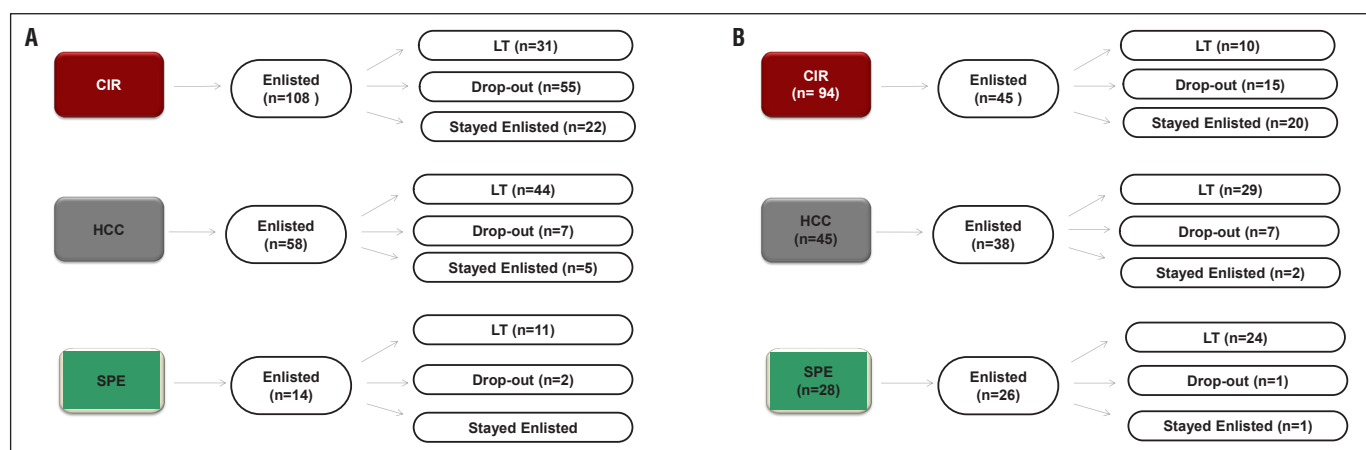 A
CIR
Enlisted
(n=108 )
LT (n=31)
Drop-out (n=55)
Stayed Enlisted (n=22)
HCC
Enlisted
(n=58)
LT (n=44)
Drop-out (n=7)
Stayed Enlisted (n=5)
SPE
Enlisted
(n=14)
LT (n=11)
Drop-out (n=2)
Stayed Enlisted
B
CIR
(n= 94)
Enlisted
(n=45 )
LT (n=10)
Drop-out (n=15)
Stayed Enlisted (n=20)
HCC
(n=45)
Enlisted
(n=38)
LT (n=29)
Drop-out (n=7)
Stayed Enlisted (n=2)
SPE
(n=28)
Enlisted
(n=26)
LT (n=24)
Drop-out (n=1)
Stayed Enlisted (n=1)